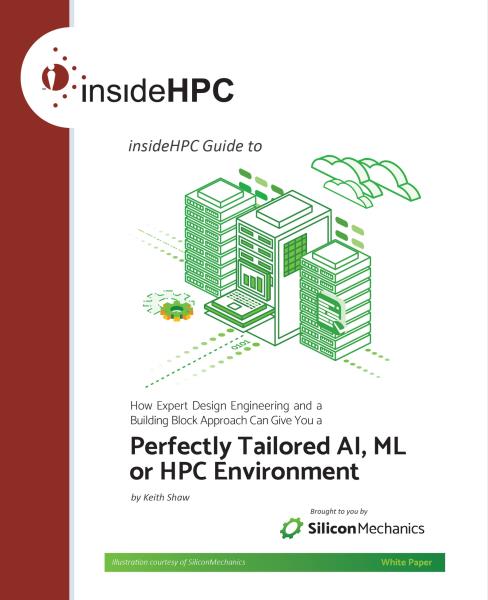 insideHPC
insideHPC Guide to
0101
How Expert Design Engineering and a
Building Block Approach Can Give You a
Perfectly Tailored AI, ML
or HPC Environment
by Keith Shaw
Brought to you by
SiliconMechanics
Illustration courtesy of SiliconMechanics
White Paper